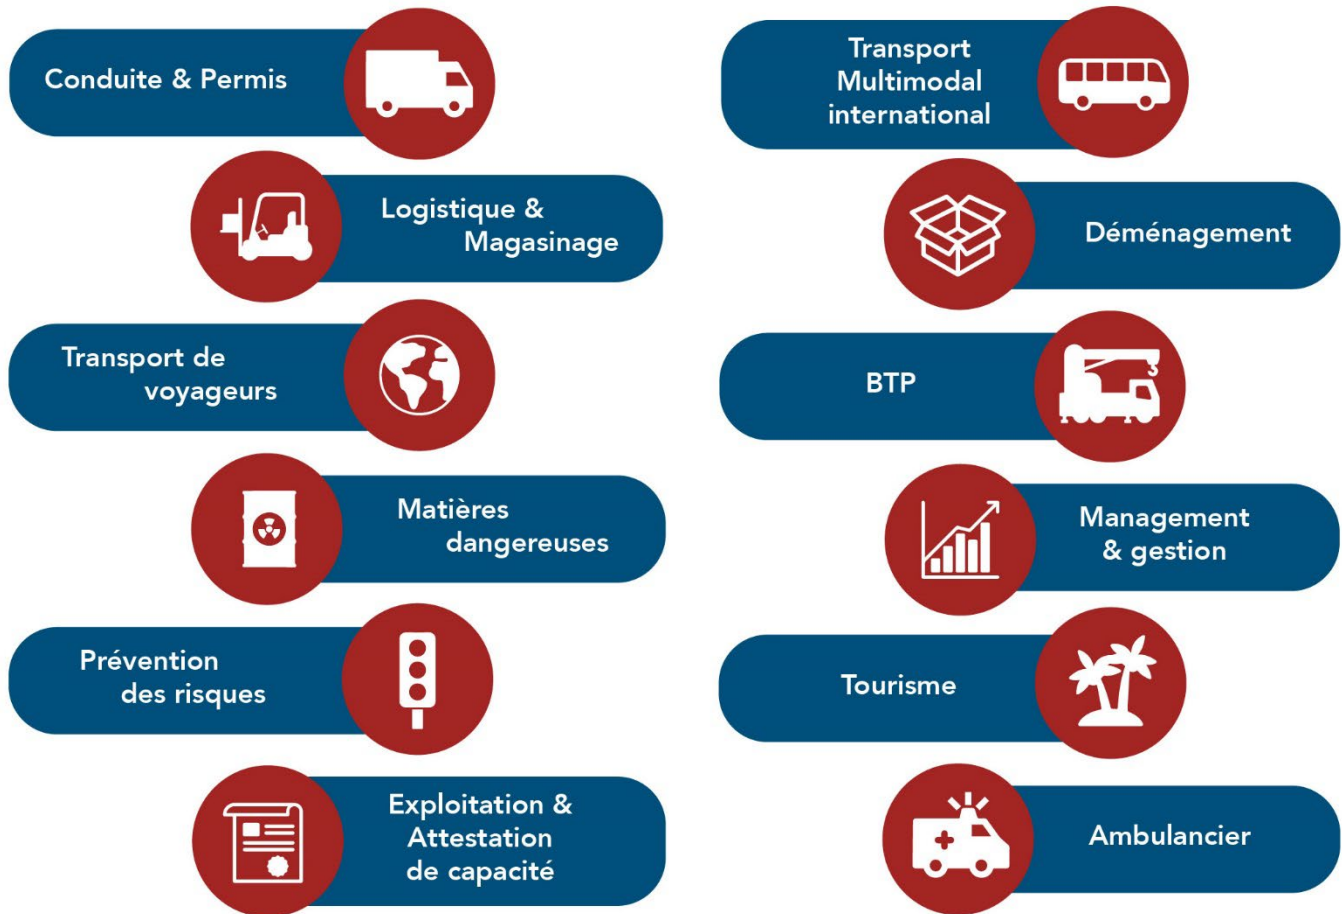 Conduite & Permis
Logistique &
Magasinage
Transport de
voyageurs
Matières
dangereuses
Prévention
des risques
Exploitation &
Attestation
de capacité
Transport
Multimodal
international
Déménagement
BTP
Management
& gestion
Tourisme
Ambulancier